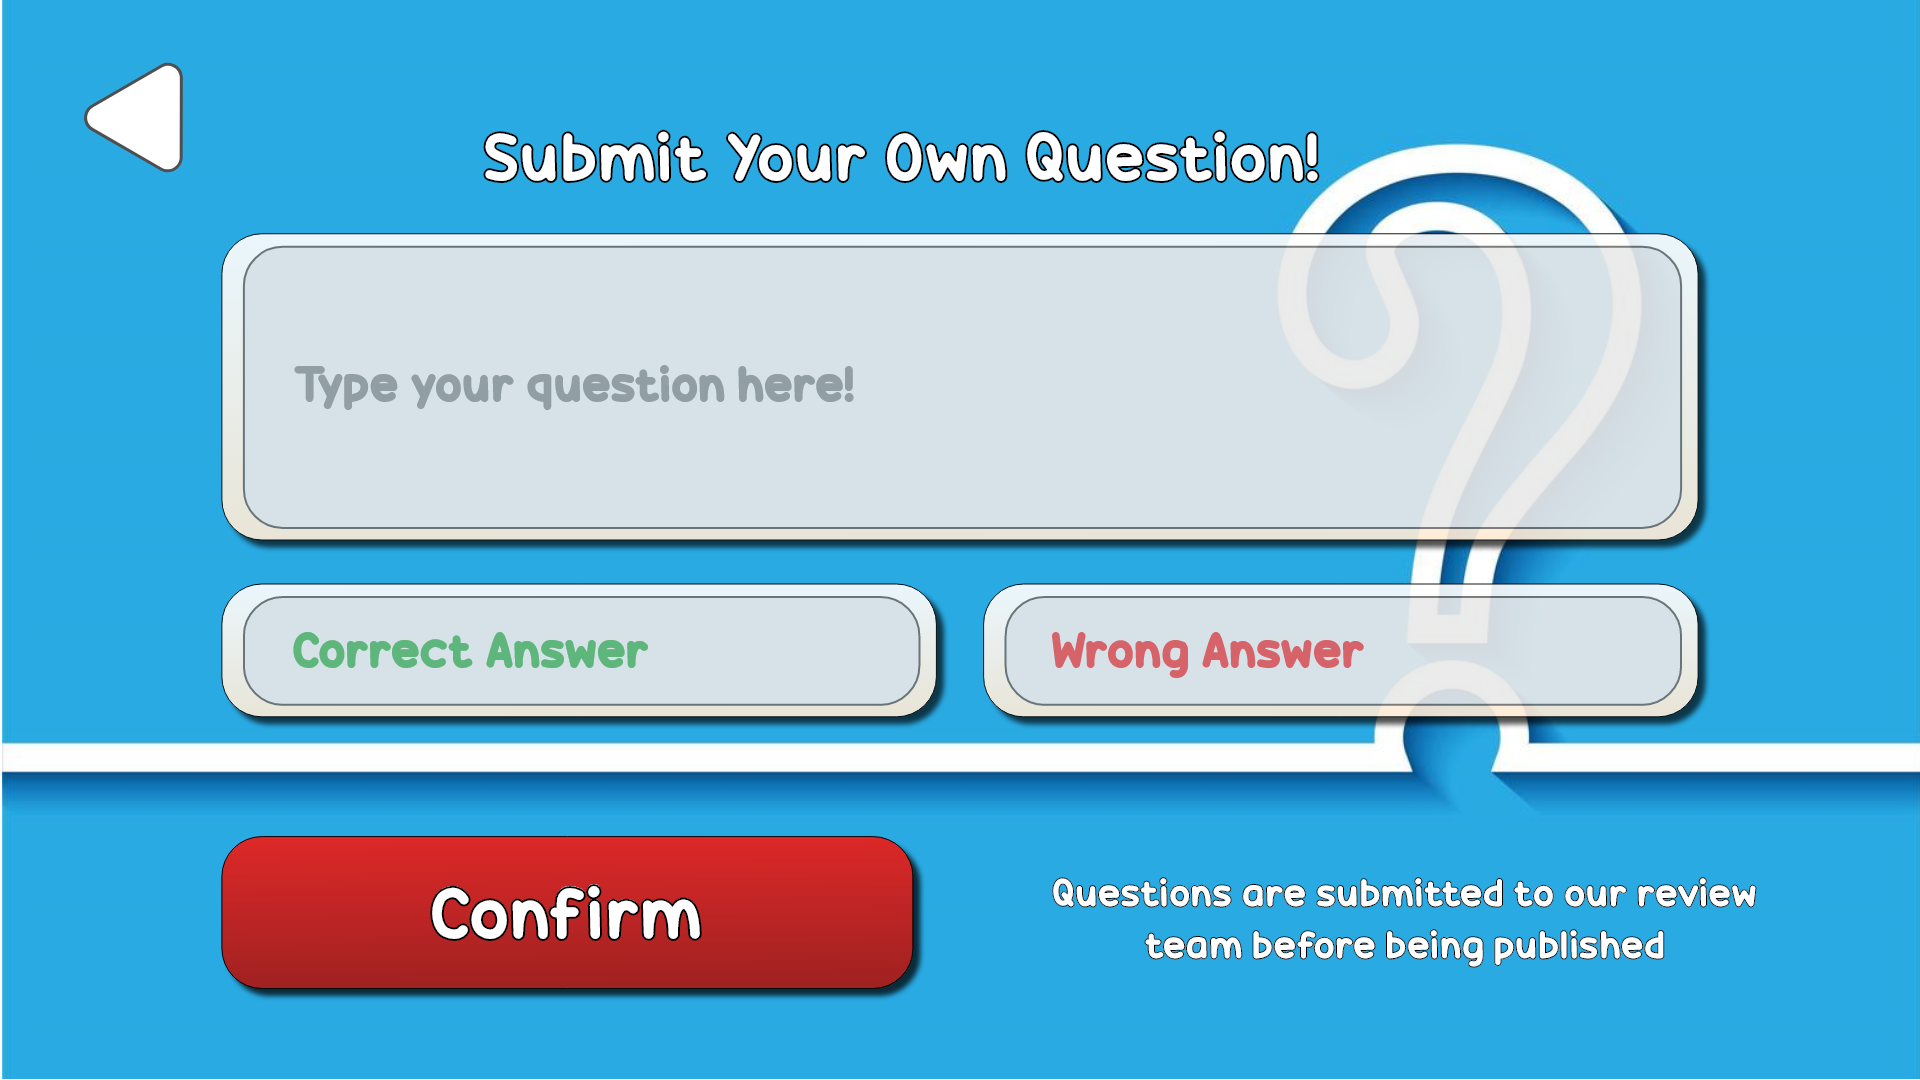 Submit Your Own Question!
Type your question here!
Correct Answer
Wrong Answer
Confirm
Questions are submitted to our review
team before being published